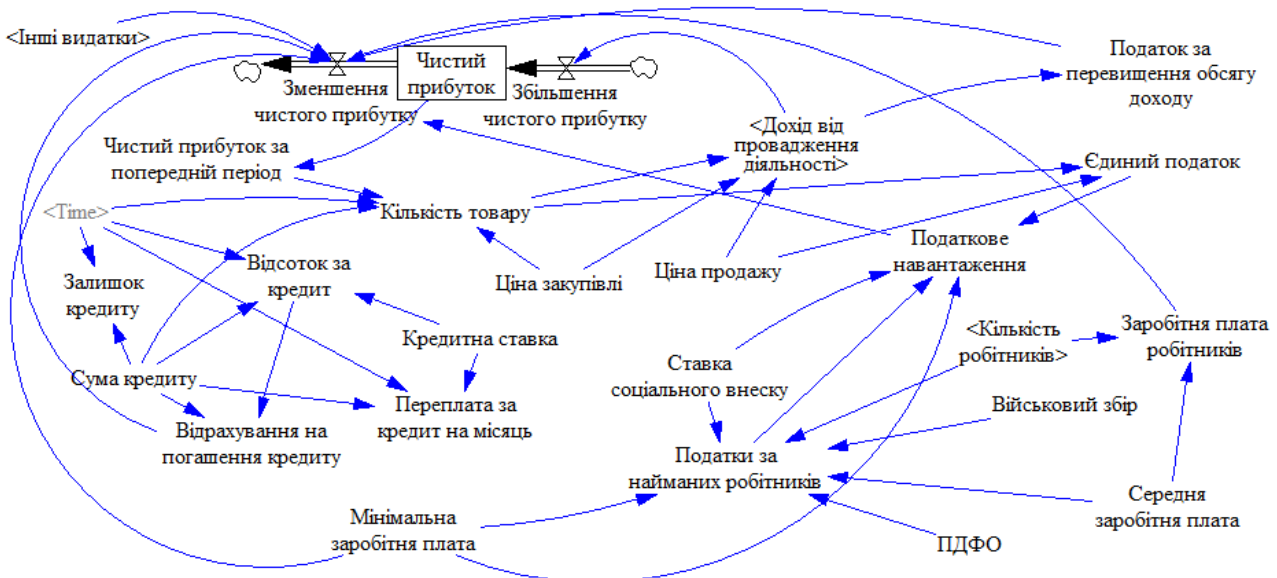 <Інші видатки>
Чистий
прибуток
Зменшення
чистого прибутку
Збільшення
чистого прибутку
Податок за
перевищення обсягу
доходу
<Дохід від
провадження
діяльності>
Чистий прибуток за
попередній період
Єдиний податок
<Time>
Кількість товару
Податкове
навантаження
Відсоток за
кредит
Ціна закупівлі
Ціна продажу
Залишок
кредиту
Кредитна ставка
<Кількість
робітників>
Заробітня плата
робітників
Ставка
соціального внеску
Сума кредиту
Переплата за
кредит на місяць
Військовий збір
Відрахування на
погашення кредиту
Податки за
найманих робітників
Середня
заробітня плата
Мінімальна
заробітня плата
ПДФО